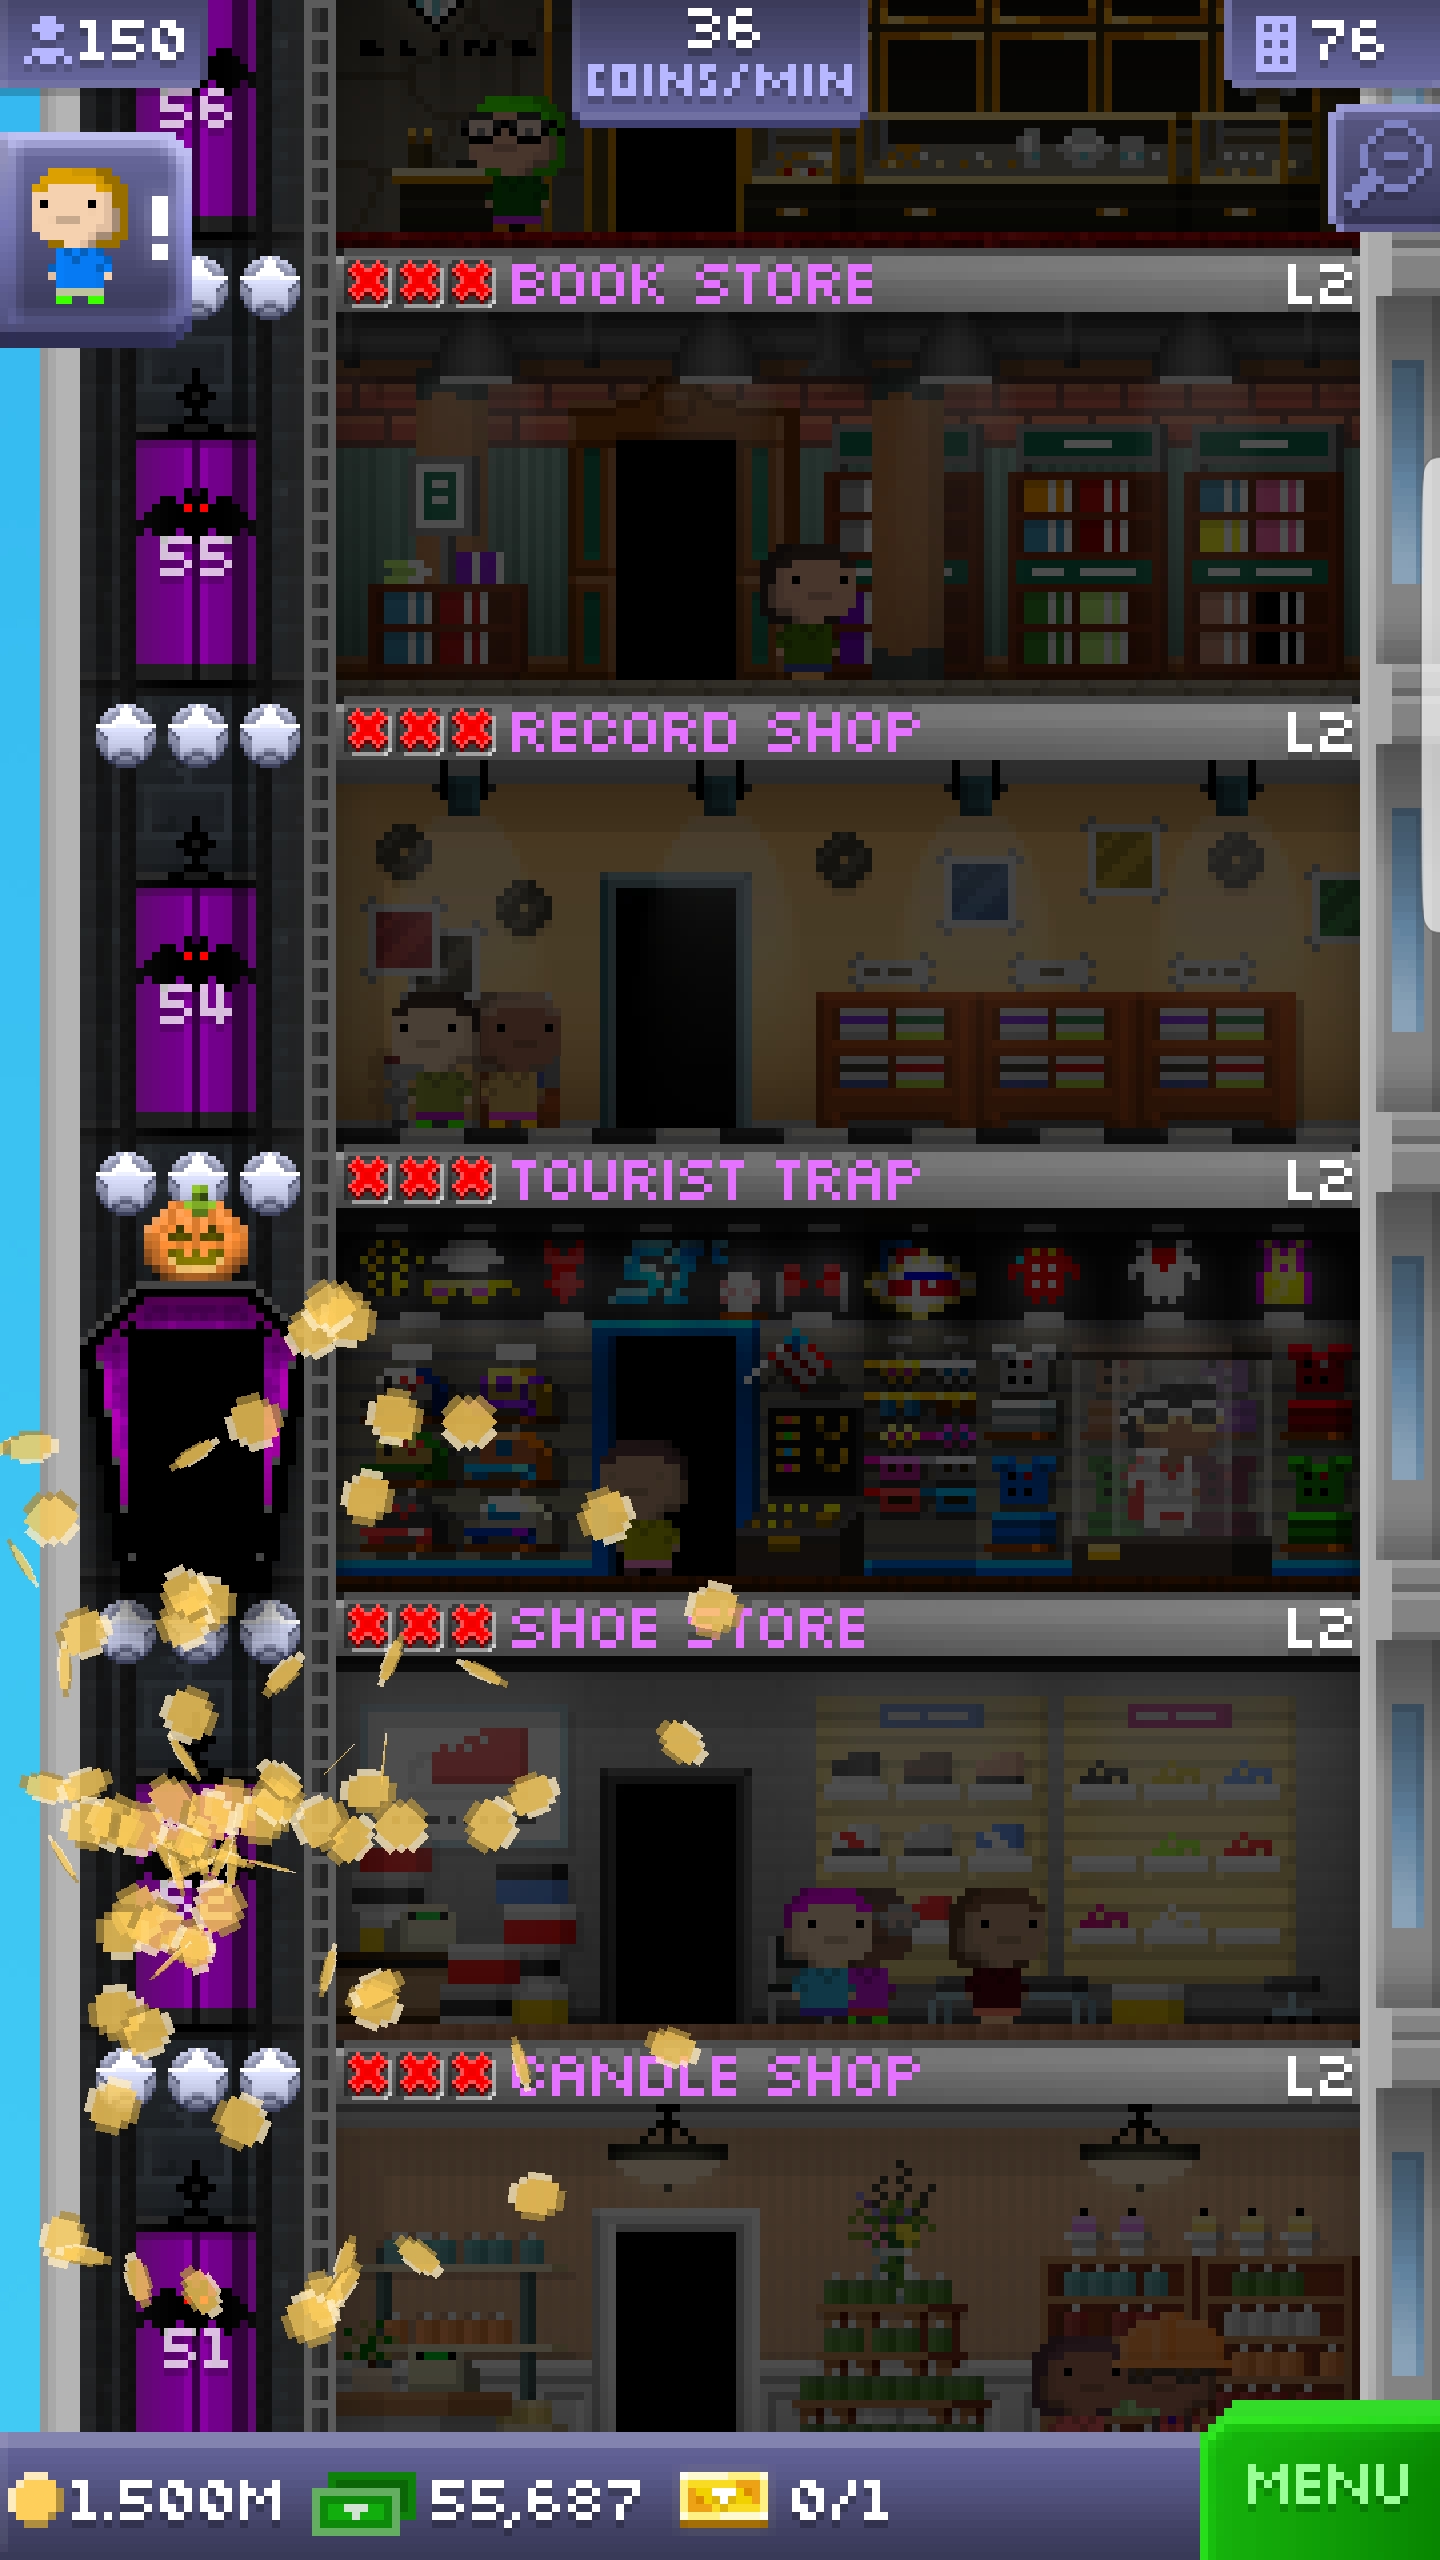 150
36
COINS/MIN
76
56
!
BOOK STORE L2
55
RECORD SHOP L2
54
TOURIST TRAP L2
SHOE STORE L2
CANDLE SHOP L2
51
1.500M 55,687 0/1
MENU